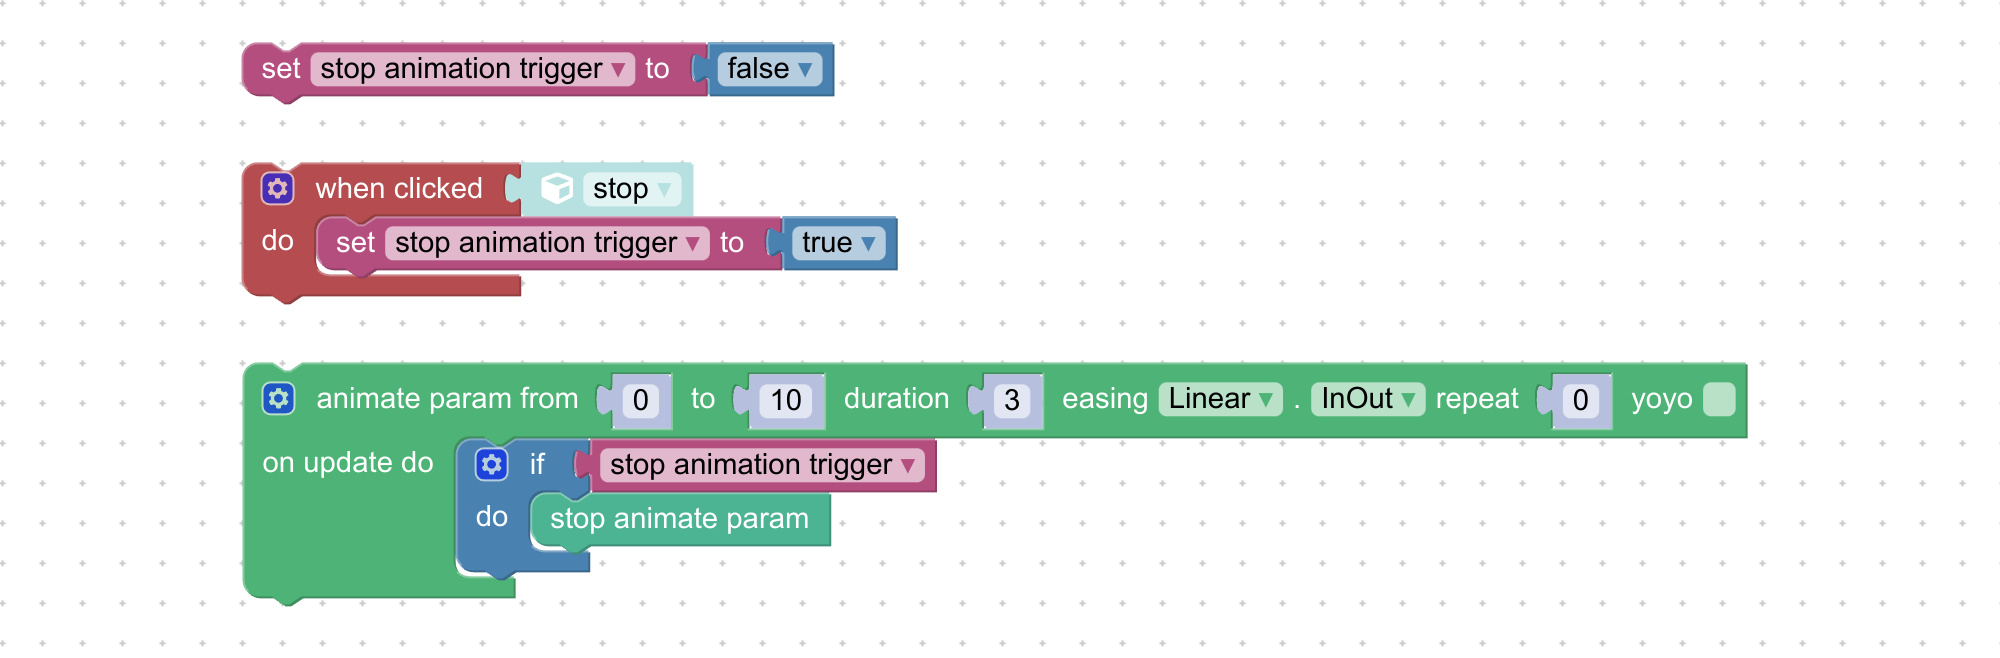 set stop animation trigger ▾ to false ▾
when clicked stop ▾
do set stop animation trigger ▾ to true ▾
animate param from 0 to 10 duration 3 easing Linear ▾ . InOut ▾ repeat 0 yoyo
on update do if stop animation trigger ▾
do stop animate param